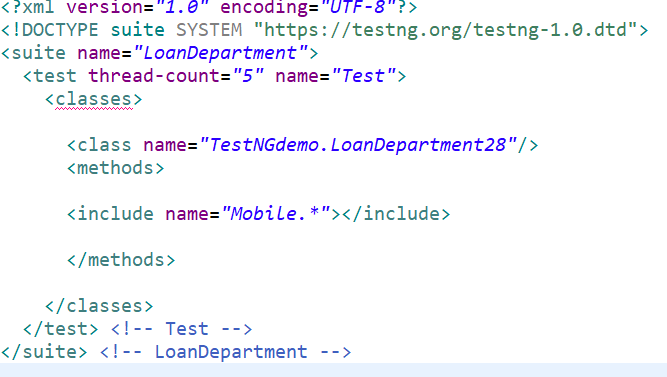 <?xml version="1.0" encoding="UTF-8"?>
<!DOCTYPE suite SYSTEM "https://testng.org/testng-1.0.dtd">
<suite name="LoanDepartment">
  <test thread-count="5" name="Test">
    <classes>

      <class name="TestNGdemo.LoanDepartment28"/>
      <methods>

      <include name="Mobile.*"></include>

      </methods>

    </classes>
  </test> <!-- Test -->
</suite> <!-- LoanDepartment -->